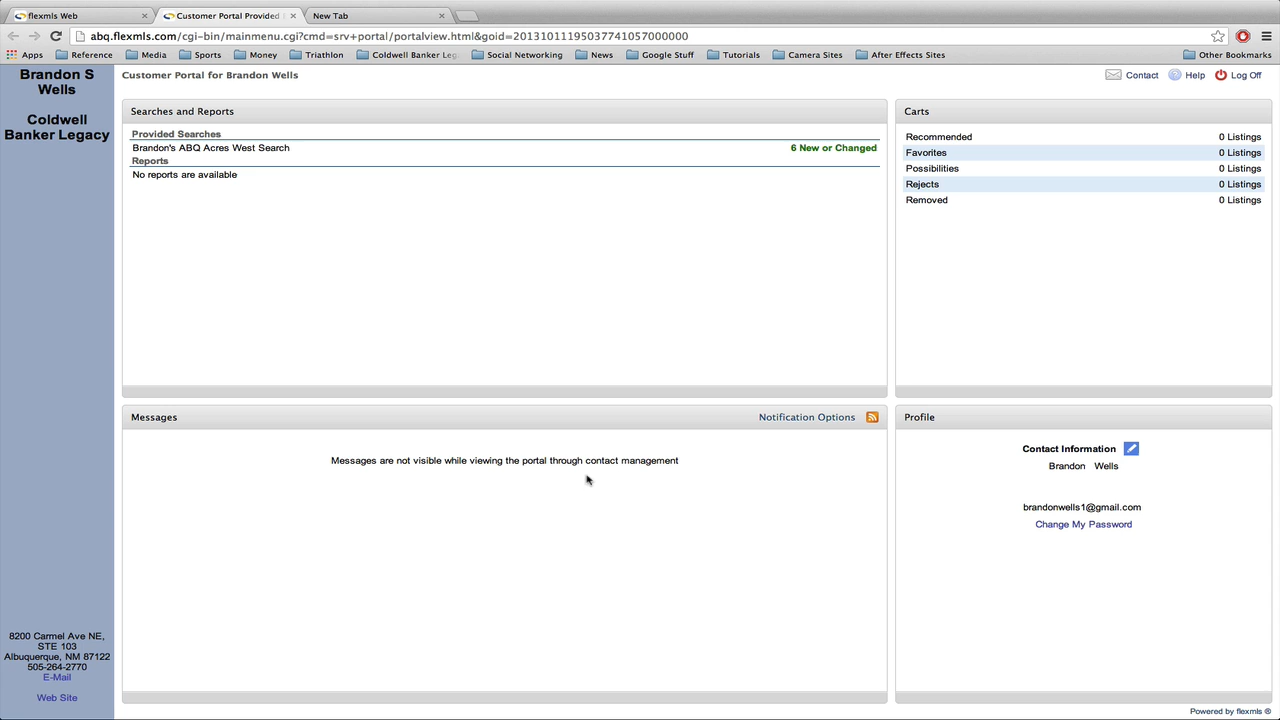 flexmls Web
Customer Portal Provided
New Tab
abq.flexmls.com/cgi-bin/mainmenu.cgi?cmd=srv+portal/portalview.html&goid=20131011195037741057000000
Apps Reference Media Sports Money Triathlon Coldwell Banker Leg Social Networking News Google Stuff Tutorials Camera Sites After Effects Sites Other Bookmarks
Brandon S
Wells
Coldwell
Banker Legacy
Customer Portal for Brandon Wells
Contact Help Log Off
Searches and Reports
Provided Searches
Brandon's ABQ Acres West Search 6 New or Changed
Reports
No reports are available
Carts
Recommended 0 Listings
Favorites 0 Listings
Possibilities 0 Listings
Rejects 0 Listings
Removed 0 Listings
Messages Notification Options
Messages are not visible while viewing the portal through contact management
Profile
Contact Information
Brandon Wells
brandonwells1@gmail.com
Change My Password
8200 Carmel Ave NE,
STE 103
Albuquerque, NM 87122
505-264-2770
E-Mail
Web Site
Powered by flexmls ®